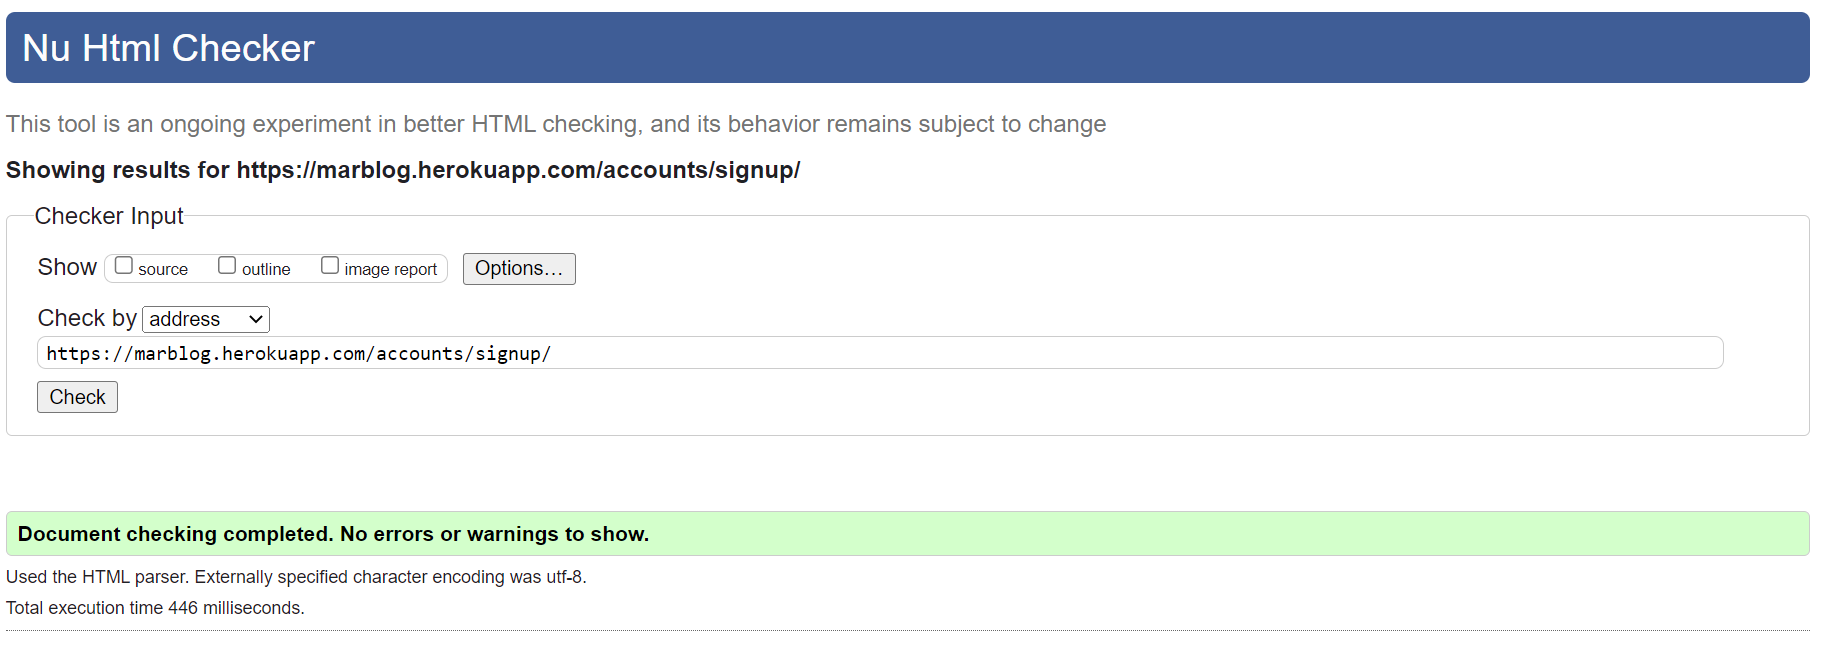 Nu Html Checker
This tool is an ongoing experiment in better HTML checking, and its behavior remains subject to change
Showing results for https://marblog.herokuapp.com/accounts/signup/
Checker Input
Show source outline image report Options...
Check by address
https://marblog.herokuapp.com/accounts/signup/
Check
Document checking completed. No errors or warnings to show.
Used the HTML parser. Externally specified character encoding was utf-8.
Total execution time 446 milliseconds.